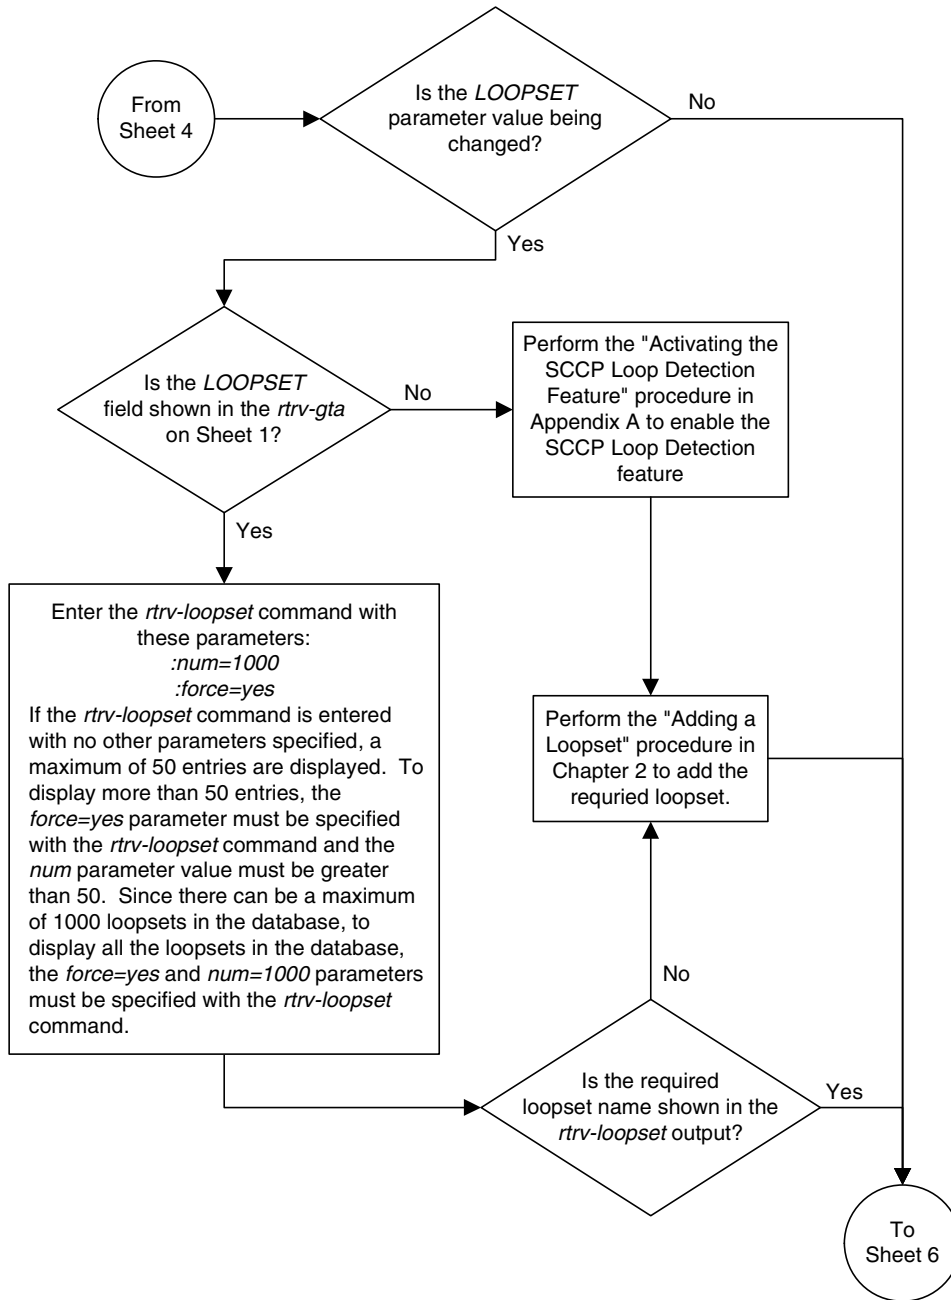 From
Sheet 4
Is the LOOPSET
parameter value being
changed?
No
Yes
Is the LOOPSET
field shown in the rtrv-gta
on Sheet 1?
No
Yes
Perform the "Activating the
SCCP Loop Detection
Feature" procedure in
Appendix A to enable the
SCCP Loop Detection
feature
Enter the rtrv-loopset command with
these parameters:
:num=1000
:force=yes
If the rtrv-loopset command is entered
with no other parameters specified, a
maximum of 50 entries are displayed. To
display more than 50 entries, the
force=yes parameter must be specified
with the rtrv-loopset command and the
num parameter value must be greater
than 50. Since there can be a maximum
of 1000 loopsets in the database, to
display all the loopsets in the database,
the force=yes and num=1000 parameters
must be specified with the rtrv-loopset
command.
Perform the "Adding a
Loopset" procedure in
Chapter 2 to add the
requried loopset.
No
Is the required
loopset name shown in the
rtrv-loopset output?
Yes
To
Sheet 6